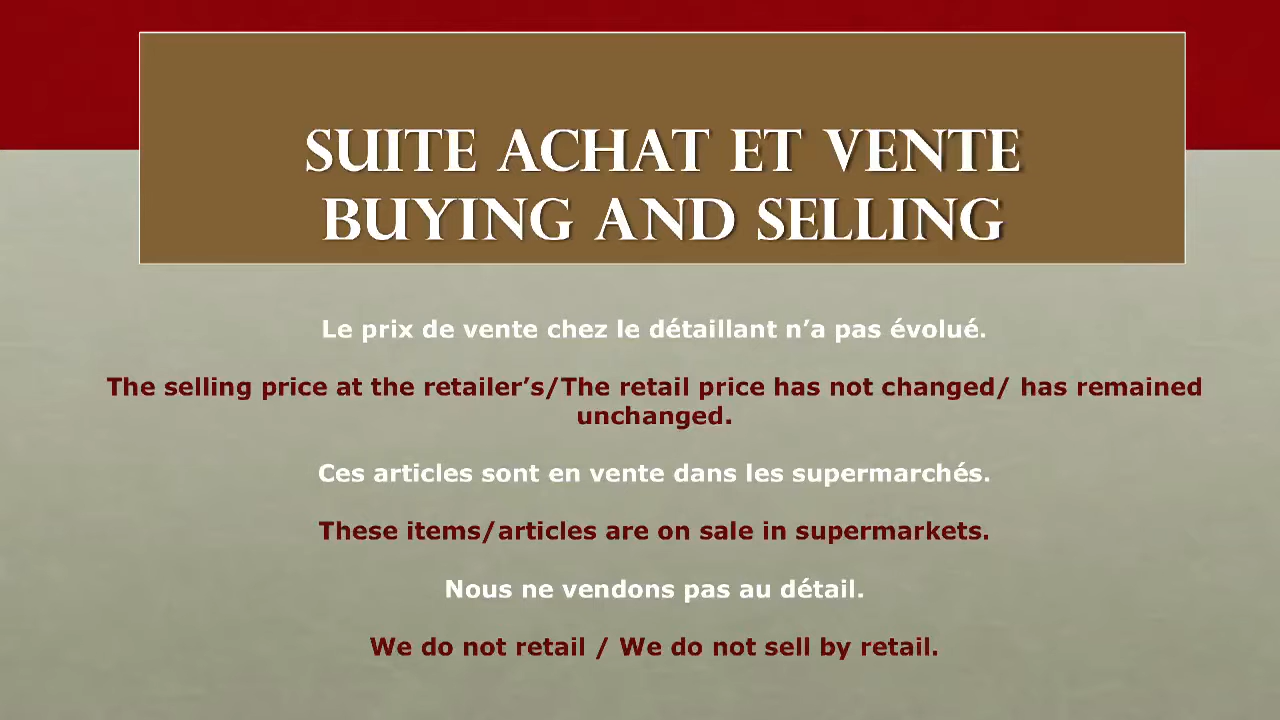 SUITE ACHAT ET VENTE
BUYING AND SELLING
Le prix de vente chez le détaillant n’a pas évolué.
The selling price at the retailer’s/The retail price has not changed/ has remained
unchanged.
Ces articles sont en vente dans les supermarchés.
These items/articles are on sale in supermarkets.
Nous ne vendons pas au détail.
We do not retail / We do not sell by retail.